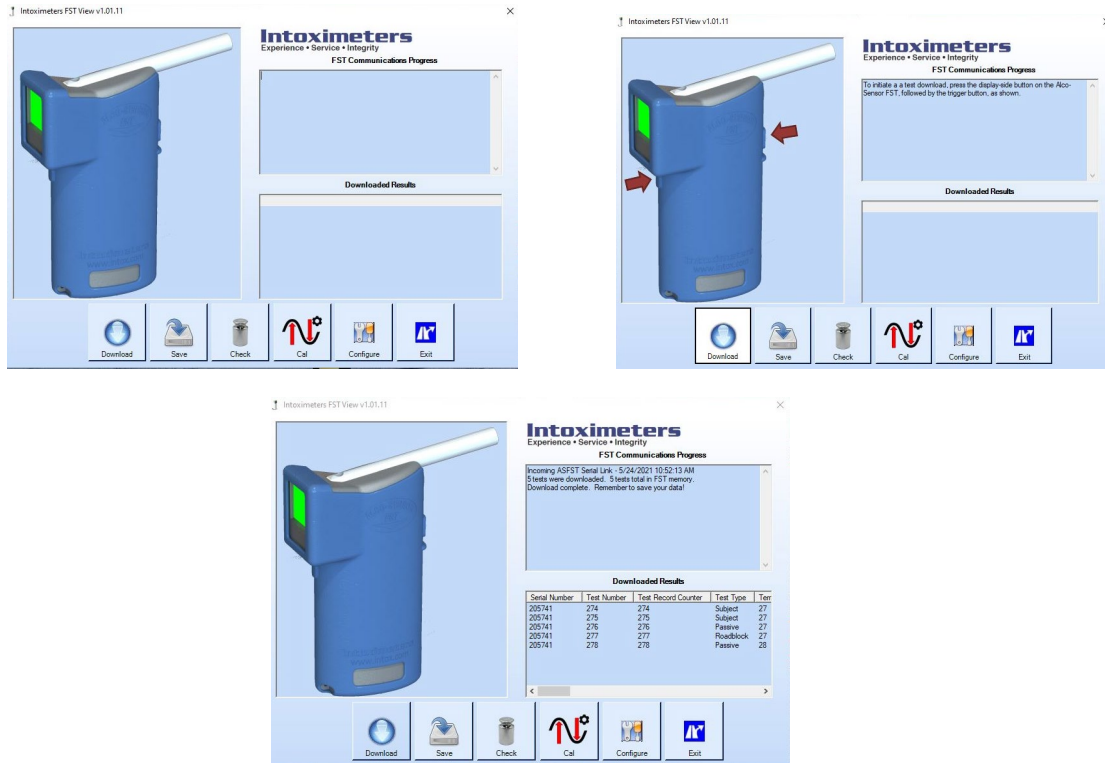 Intoximeters FST View v1.01.11
Intoximeters
Experience • Service • Integrity
FST Communications Progress
Downloaded Results
Download
Save
Check
Cal
Configure
Exit
Intoximeters FST View v1.01.11
Intoximeters
Experience • Service • Integrity
FST Communications Progress
To initiate a a test download, press the display-side button on the Alco-
Sensor FST, followed by the trigger button, as shown.
Downloaded Results
Download
Save
Check
Cal
Configure
Exit
Intoximeters FST View v1.01.11
Intoximeters
Experience • Service • Integrity
FST Communications Progress
Incoming ASFST Serial Link - 5/24/2021 10:52:13 AM
5 tests were downloaded. 5 tests total in FST memory.
Download complete. Remember to save your data!
Downloaded Results
Serial Number Test Number Test Record Counter Test Type
205741 274 274 Subject 27
205741 275 275 Subject 27
205741 276 276 Passive 27
205741 277 277 Roadblock 27
205741 278 278 Passive 28
Download
Save
Check
Cal
Configure
Exit